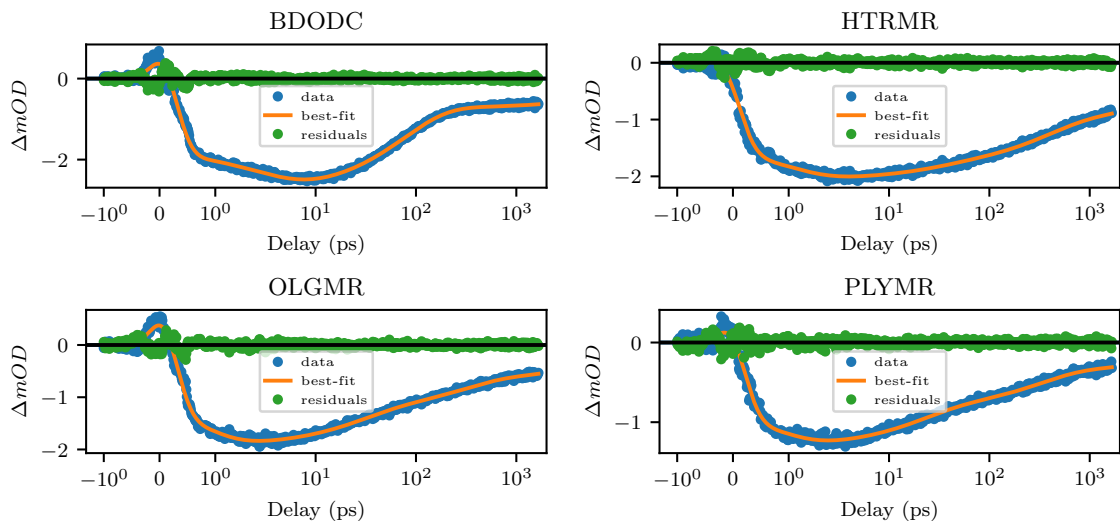 BDODC
HTRMR
ΔmOD
0
−2
data
best-fit
residuals
−10⁰ 0 10⁰ 10¹ 10² 10³
Delay (ps)
ΔmOD
0
−1
−2
data
best-fit
residuals
−10⁰ 0 10⁰ 10¹ 10² 10³
Delay (ps)
OLGMR
PLYMR
ΔmOD
0
−1
−2
data
best-fit
residuals
−10⁰ 0 10⁰ 10¹ 10² 10³
Delay (ps)
ΔmOD
0
−1
data
best-fit
residuals
−10⁰ 0 10⁰ 10¹ 10² 10³
Delay (ps)